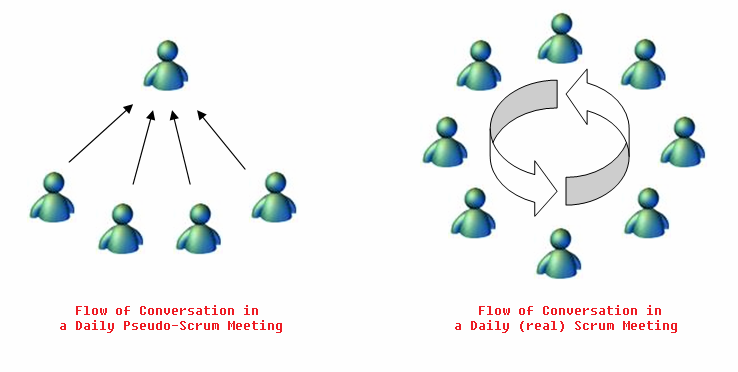 Flow of Conversation in
a Daily Pseudo-Scrum Meeting
Flow of Conversation in
a Daily (real) Scrum Meeting